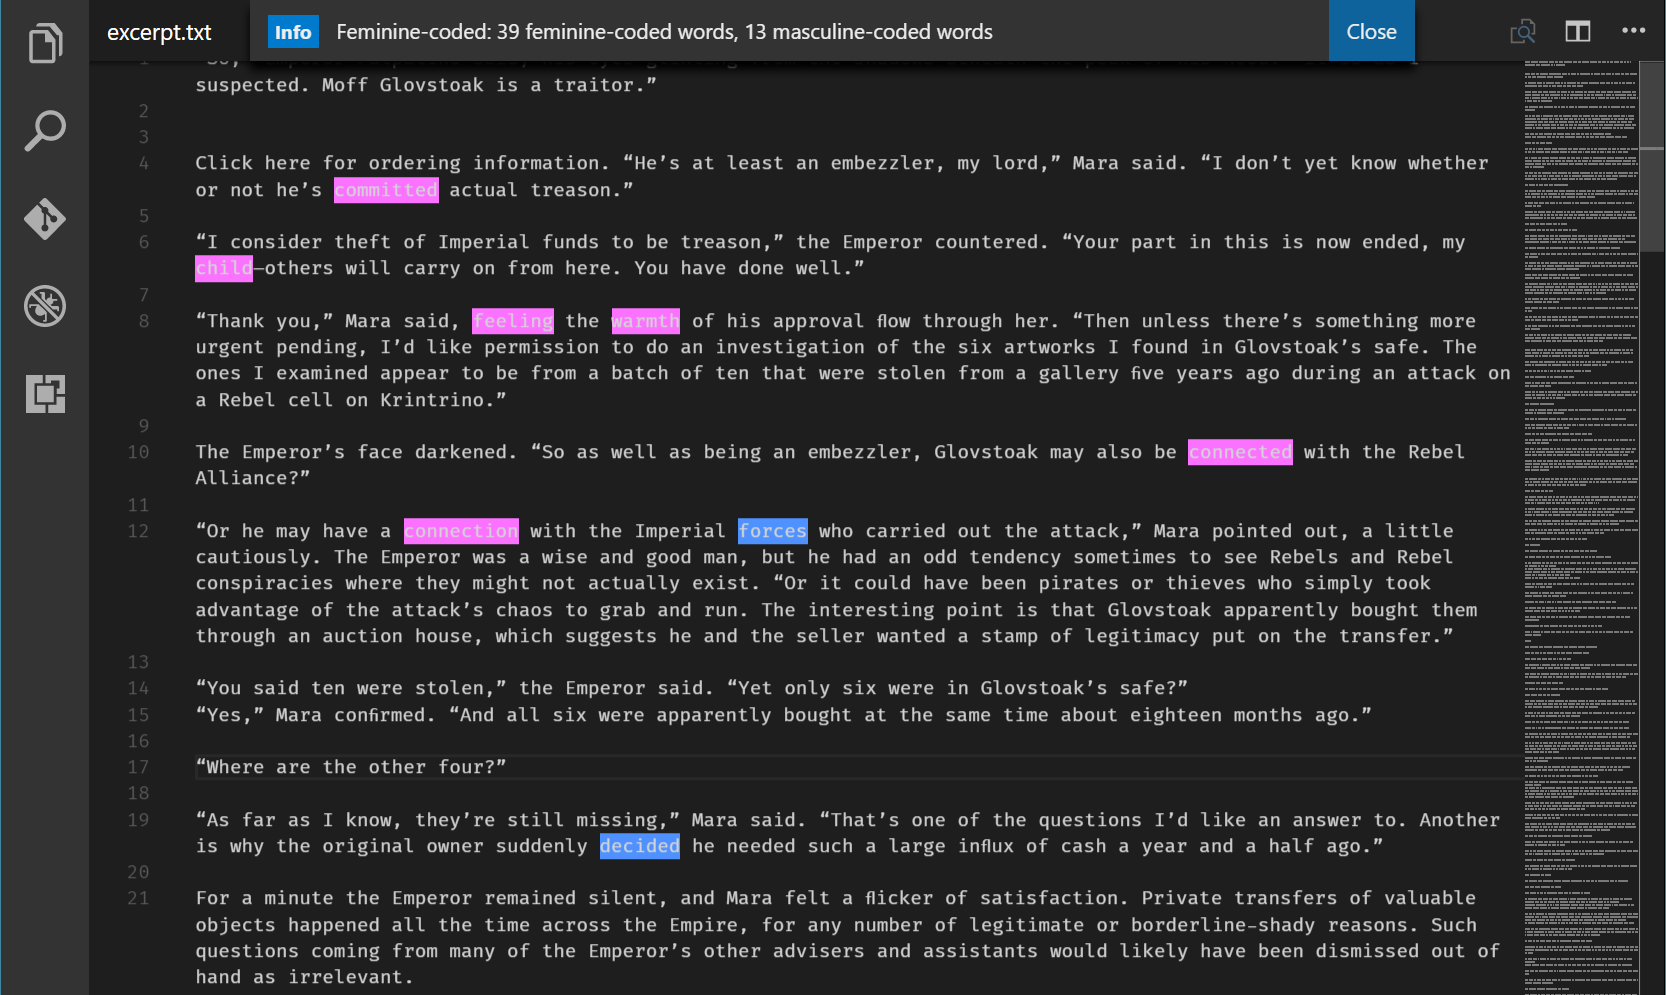 excerpt.txt
Info Feminine-coded: 39 feminine-coded words, 13 masculine-coded words
Close
1
suspected. Moff Glovstoak is a traitor.”
2
3
4 Click here for ordering information. “He’s at least an embezzler, my lord,” Mara said. “I don’t yet know whether
or not he’s committed actual treason.”
5
6 “I consider theft of Imperial funds to be treason,” the Emperor countered. “Your part in this is now ended, my
child—others will carry on from here. You have done well.”
7
8 “Thank you,” Mara said, feeling the warmth of his approval flow through her. “Then unless there’s something more
urgent pending, I’d like permission to do an investigation of the six artworks I found in Glovstoak’s safe. The
ones I examined appear to be from a batch of ten that were stolen from a gallery five years ago during an attack on
a Rebel cell on Krintrino.”
9
10 The Emperor’s face darkened. “So as well as being an embezzler, Glovstoak may also be connected with the Rebel
Alliance?”
11
12 “Or he may have a connection with the Imperial forces who carried out the attack,” Mara pointed out, a little
cautiously. The Emperor was a wise and good man, but he had an odd tendency sometimes to see Rebels and Rebel
conspiracies where they might not actually exist. “Or it could have been pirates or thieves who simply took
advantage of the attack’s chaos to grab and run. The interesting point is that Glovstoak apparently bought them
through an auction house, which suggests he and the seller wanted a stamp of legitimacy put on the transfer.”
13
14 “You said ten were stolen,” the Emperor said. “Yet only six were in Glovstoak’s safe?”
15 “Yes,” Mara confirmed. “And all six were apparently bought at the same time about eighteen months ago.”
16
17 “Where are the other four?”
18
19 “As far as I know, they’re still missing,” Mara said. “That’s one of the questions I’d like an answer to. Another
is why the original owner suddenly decided he needed such a large influx of cash a year and a half ago.”
20
21 For a minute the Emperor remained silent, and Mara felt a flicker of satisfaction. Private transfers of valuable
objects happened all the time across the Empire, for any number of legitimate or borderline-shady reasons. Such
questions coming from many of the Emperor’s other advisers and assistants would likely have been dismissed out of
hand as irrelevant.